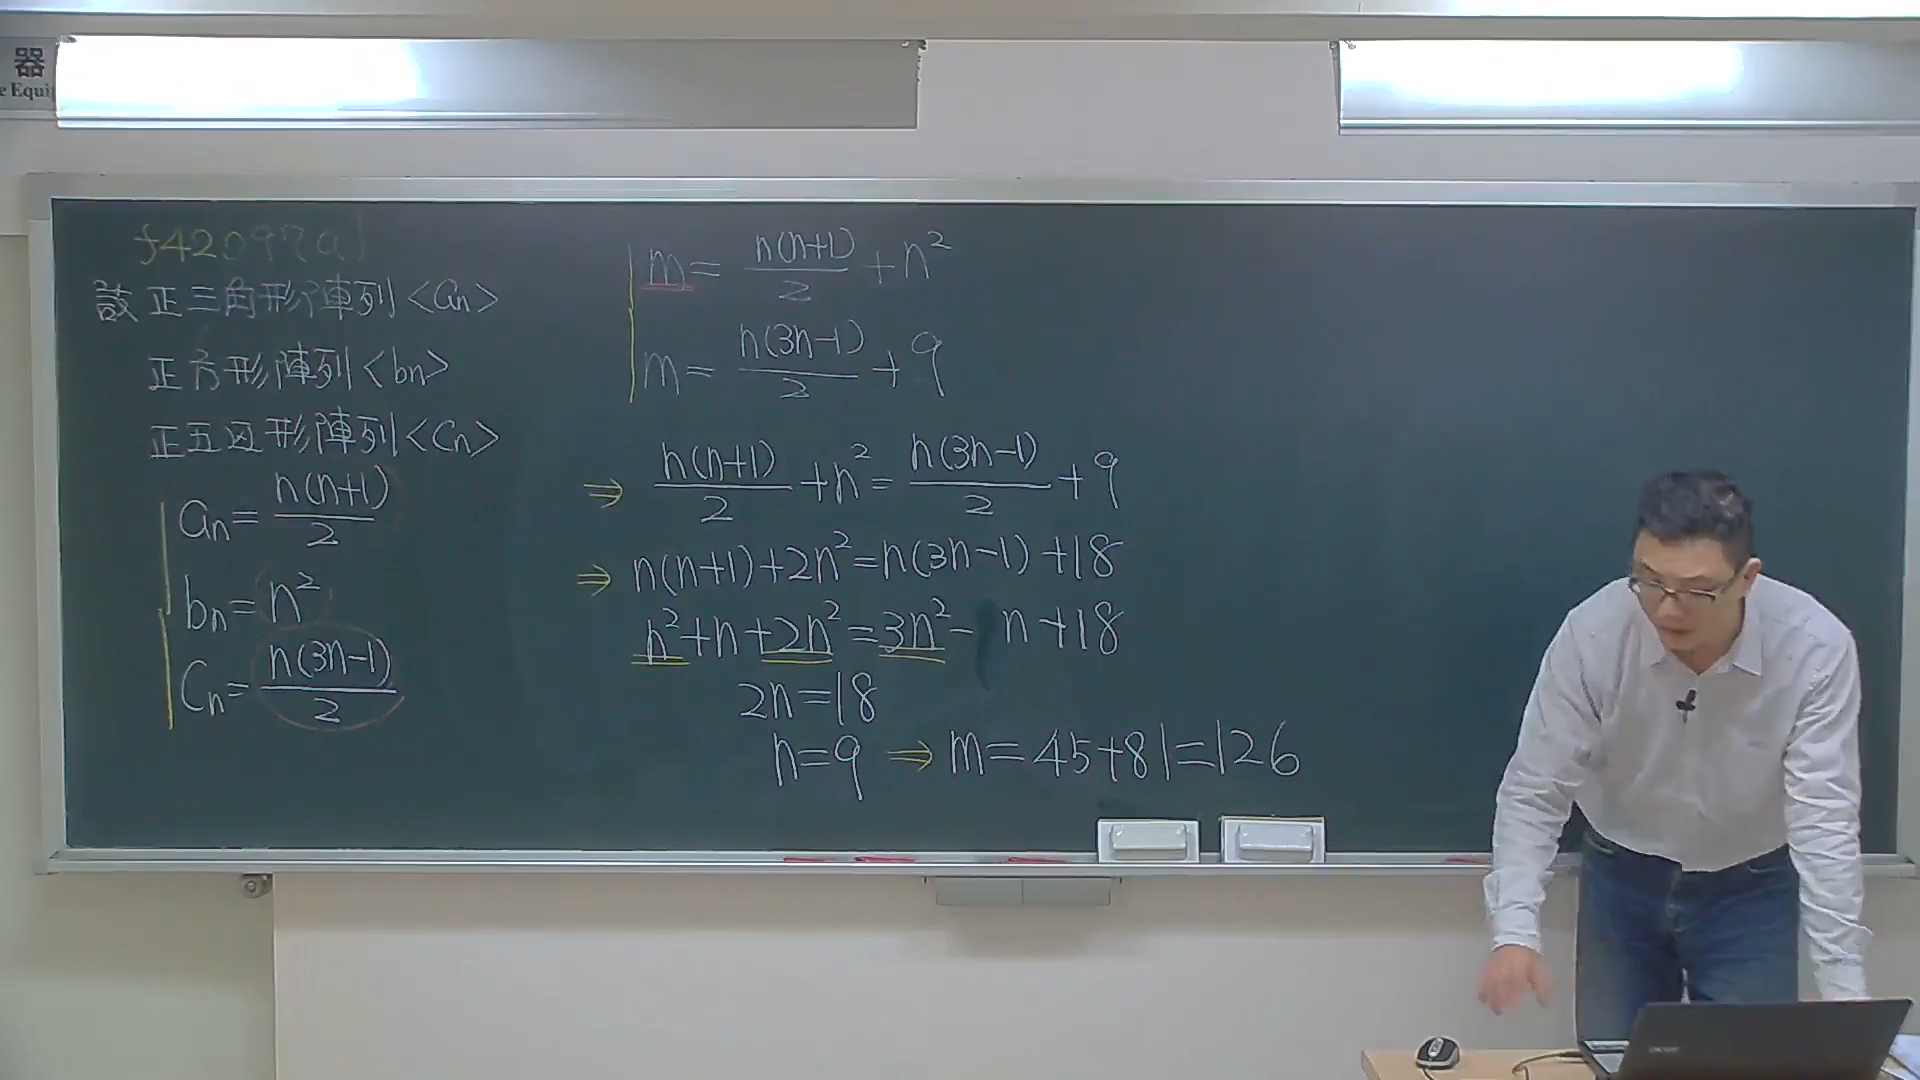 器
e Equi
f42097a1
設正三角形陣列<an>
正方形陣列<bn>
正五边形陣列<Cn>
an = n(n+1)/2
bn = n²
Cn = n(3n-1)/2
m = n(n+1)/2 + n²
m = n(3n-1)/2 + 9
⇒ n(n+1)/2 + n² = n(3n-1)/2 + 9
⇒ n(n+1)+2n²=n(3n-1)+18
n²+n+2n²=3n²-n+18
2n=18
n=9 ⇒ m=45+81=126